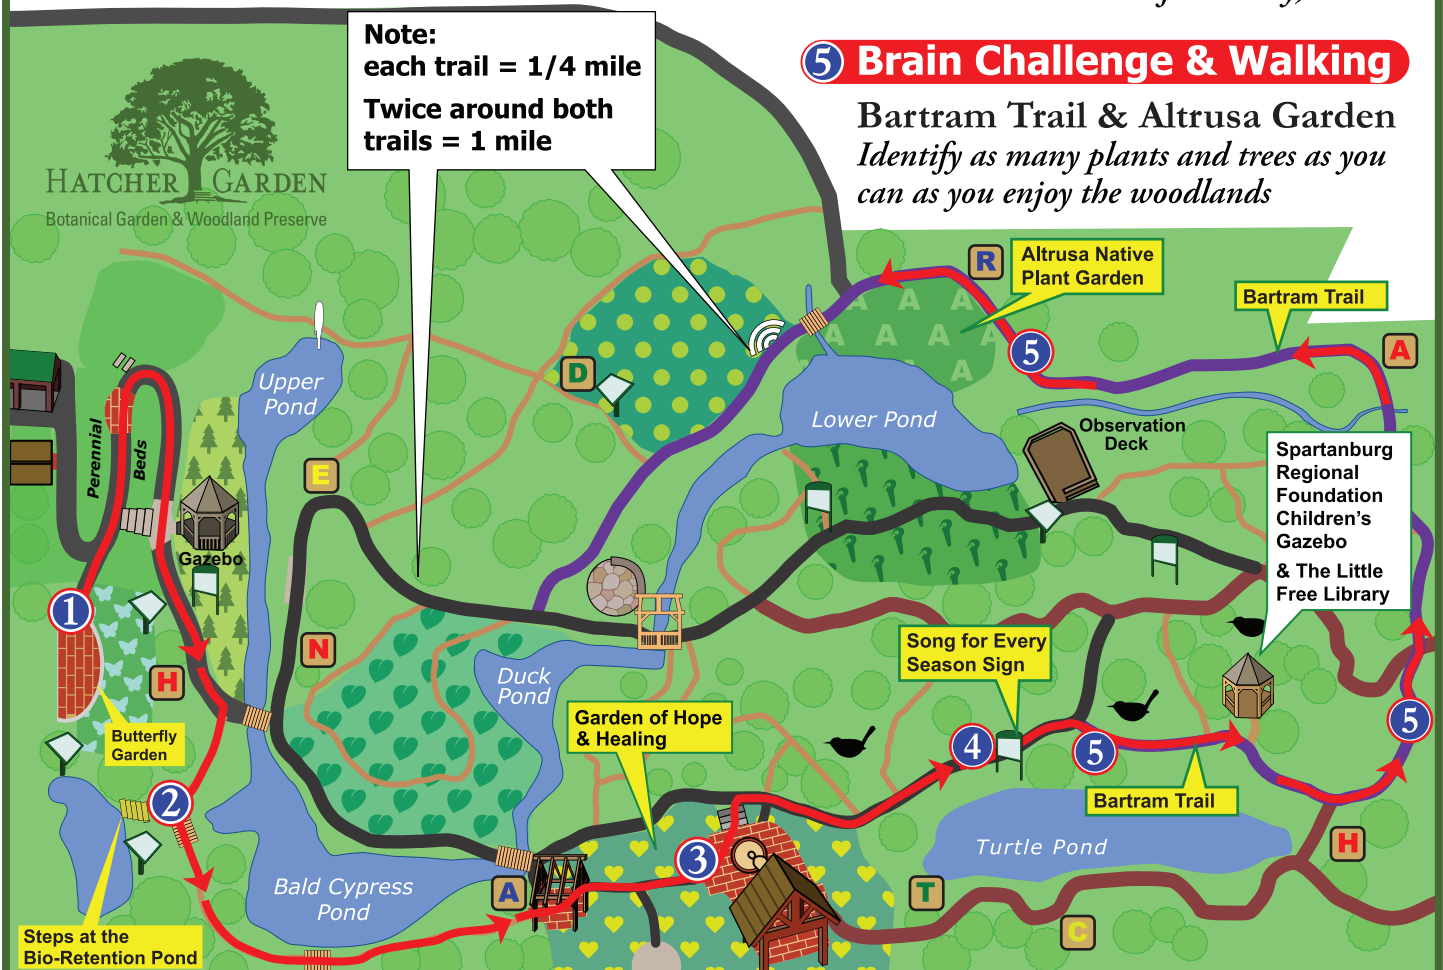 Note:
each trail = 1/4 mile
Twice around both
trails = 1 mile
5 Brain Challenge & Walking
Bartram Trail & Altrusa Garden
Identify as many plants and trees as you
can as you enjoy the woodlands
HATCHER GARDEN
Botanical Garden & Woodland Preserve
R
Altrusa Native
Plant Garden
Bartram Trail
A
A A A
A A A A
A
5
Upper
Pond
D
Lower Pond
Observation
Deck
Perennial
Beds
E
Spartanburg
Regional
Foundation
Children's
Gazebo
& The Little
Free Library
Gazebo
1
N
H
Song for Every
Season Sign
Duck
Pond
Garden of Hope
& Healing
Butterfly
Garden
4
5
5
2
Bartram Trail
3
Turtle Pond
H
A
Bald Cypress
Pond
T
C
Steps at the
Bio-Retention Pond